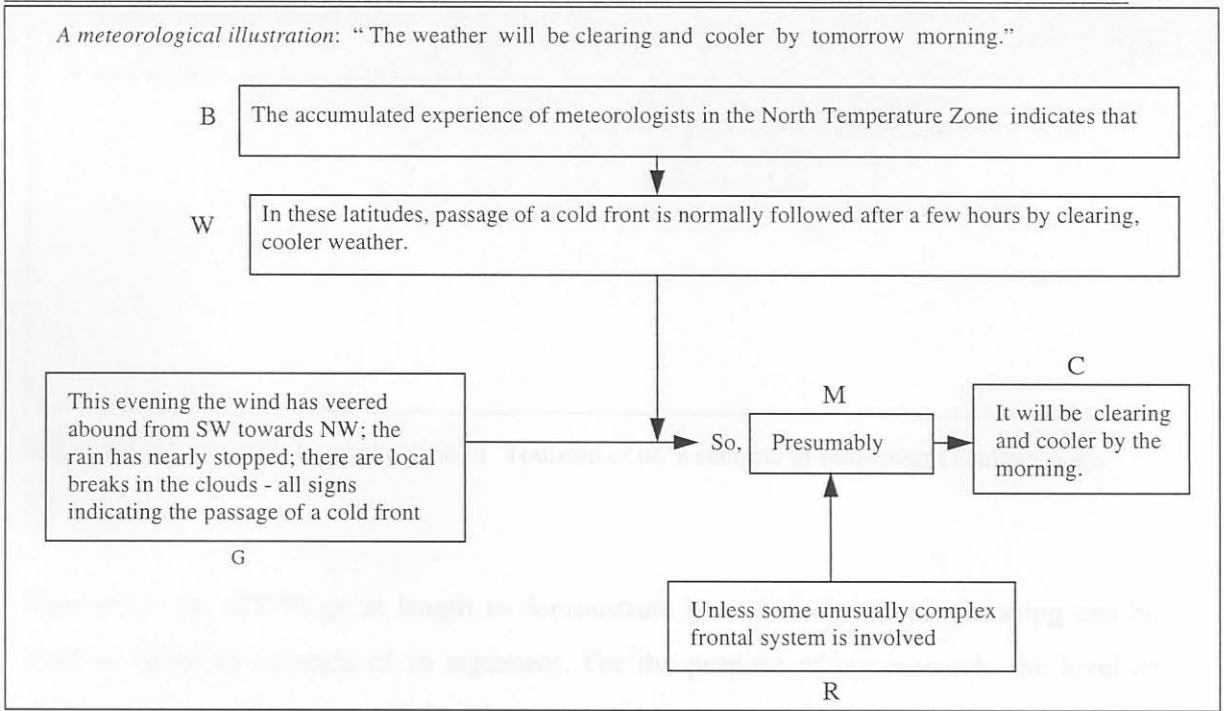 A meteorological illustration: “ The weather will be clearing and cooler by tomorrow morning.”
B
The accumulated experience of meteorologists in the North Temperature Zone indicates that
W
In these latitudes, passage of a cold front is normally followed after a few hours by clearing,
cooler weather.
This evening the wind has veered
abound from SW towards NW; the
rain has nearly stopped; there are local
breaks in the clouds - all signs
indicating the passage of a cold front
G
So,
M
Presumably
C
It will be clearing
and cooler by the
morning.
Unless some unusually complex
frontal system is involved
R